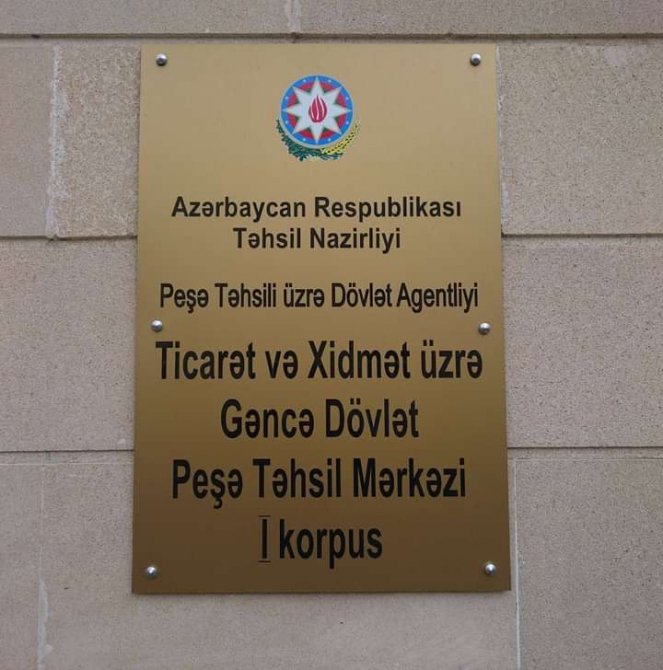 Azərbaycan Respublikası
Təhsil Nazirliyi
Peşə Təhsili üzrə Dövlət Agentliyi
Ticarət və Xidmət üzrə
Gəncə Dövlət
Peşə Təhsil Mərkəzi
I korpus